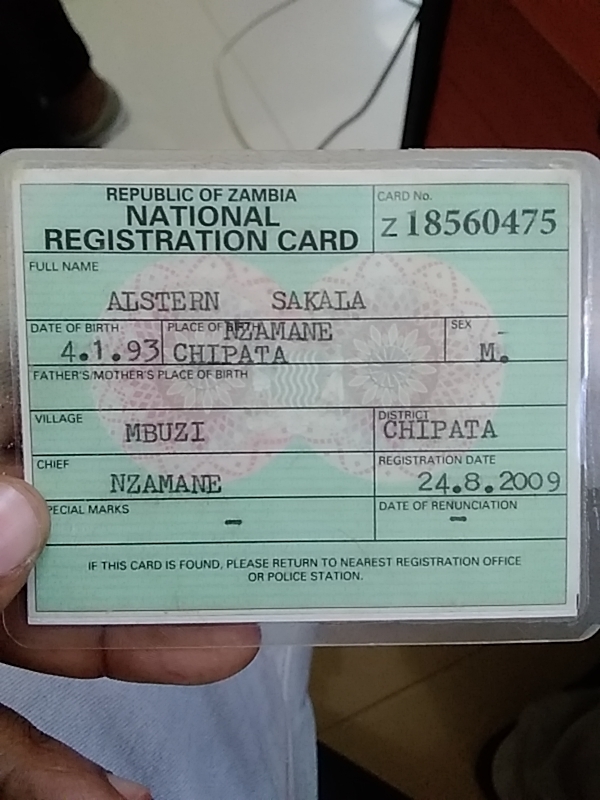 REPUBLIC OF ZAMBIA
NATIONAL
REGISTRATION CARD
CARD No.
Z 18560475
FULL NAME
ALSTERN SAKALA
DATE OF BIRTH
4.1.93
PLACE OF BIRTH
NZAMANE
CHIPATA
SEX
M.
FATHER'S/MOTHER'S PLACE OF BIRTH
VILLAGE
MBUZI
DISTRICT
CHIPATA
CHIEF
NZAMANE
REGISTRATION DATE
24.8.2009
SPECIAL MARKS
-
DATE OF RENUNCIATION
-
IF THIS CARD IS FOUND, PLEASE RETURN TO NEAREST REGISTRATION OFFICE
OR POLICE STATION.